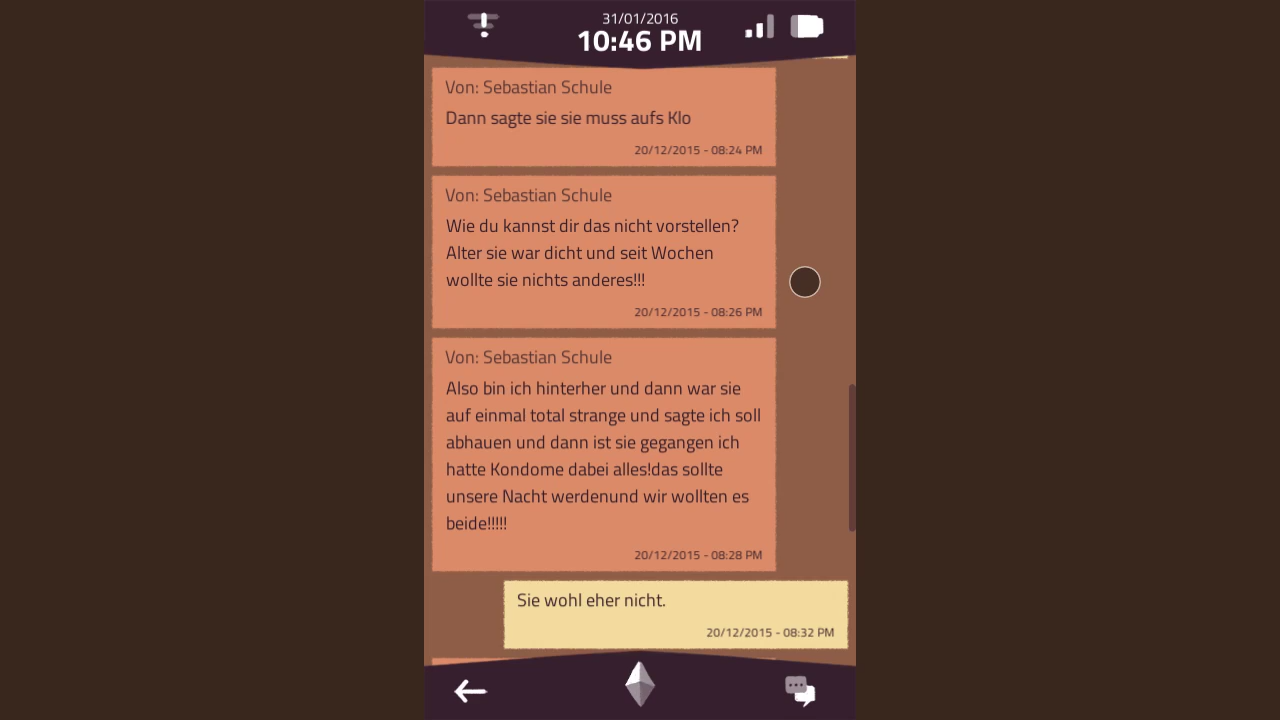 31/01/2016
10:46 PM
Von: Sebastian Schule
Dann sagte sie sie muss aufs Klo
20/12/2015 - 08:24 PM
Von: Sebastian Schule
Wie du kannst dir das nicht vorstellen?
Alter sie war dicht und seit Wochen
wollte sie nichts anderes!!!
20/12/2015 - 08:26 PM
Von: Sebastian Schule
Also bin ich hinterher und dann war sie
auf einmal total strange und sagte ich soll
abhauen und dann ist sie gegangen ich
hatte Kondome dabei alles!das sollte
unsere Nacht werdenund wir wollten es
beide!!!!!
20/12/2015 - 08:28 PM
Sie wohl eher nicht.
20/12/2015 - 08:32 PM